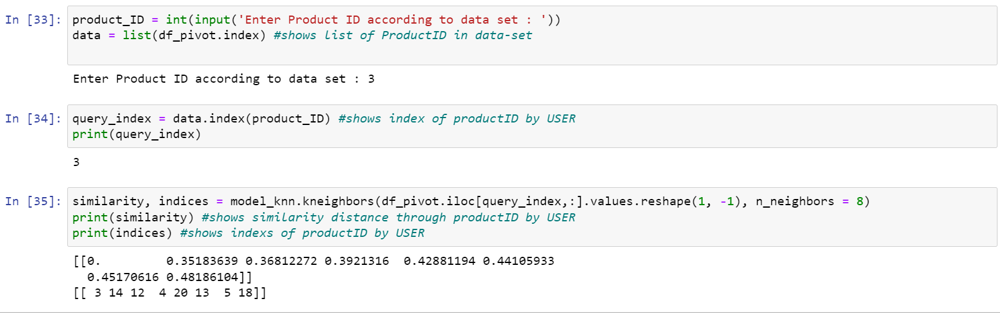 In [33]: product_ID = int(input('Enter Product ID according to data set : '))
data = list(df_pivot.index) #shows list of ProductID in data-set
Enter Product ID according to data set : 3
In [34]: query_index = data.index(product_ID) #shows index of productID by USER
print(query_index)
3
In [35]: similarity, indices = model_knn.kneighbors(df_pivot.iloc[query_index,:].values.reshape(1, -1), n_neighbors = 8)
print(similarity) #shows similarity distance through productID by USER
print(indices) #shows indexs of productID by USER
[[0.         0.35183639 0.36812272 0.3921316  0.42881194 0.44105933
  0.45170616 0.48186104]]
[[ 3 14 12  4 20 13  5 18]]